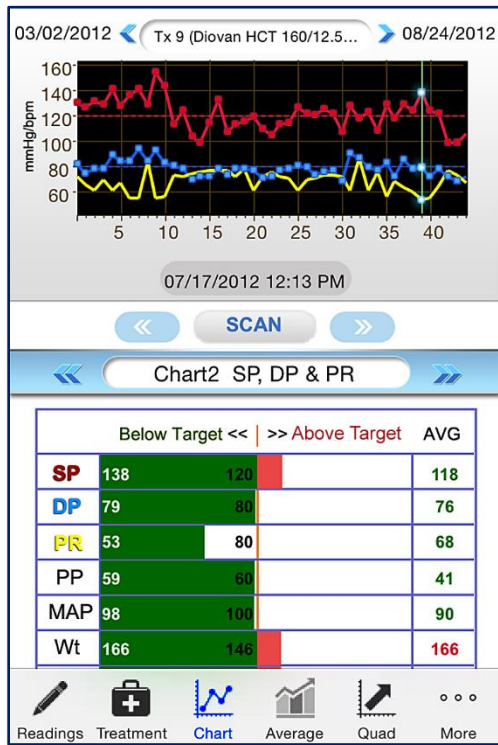 03/02/2012 Tx 9 (Diovan HCT 160/12.5... 08/24/2012
mmHg/bpm
160
140
120
100
80
60
5 10 15 20 25 30 35 40
07/17/2012 12:13 PM
« SCAN »
« Chart2 SP, DP & PR »
Below Target << | >> Above Target AVG
SP 138 120 118
DP 79 80 76
PR 53 80 68
PP 59 60 41
MAP 98 100 90
Wt 166 146 166
Readings Treatment Chart Average Quad More